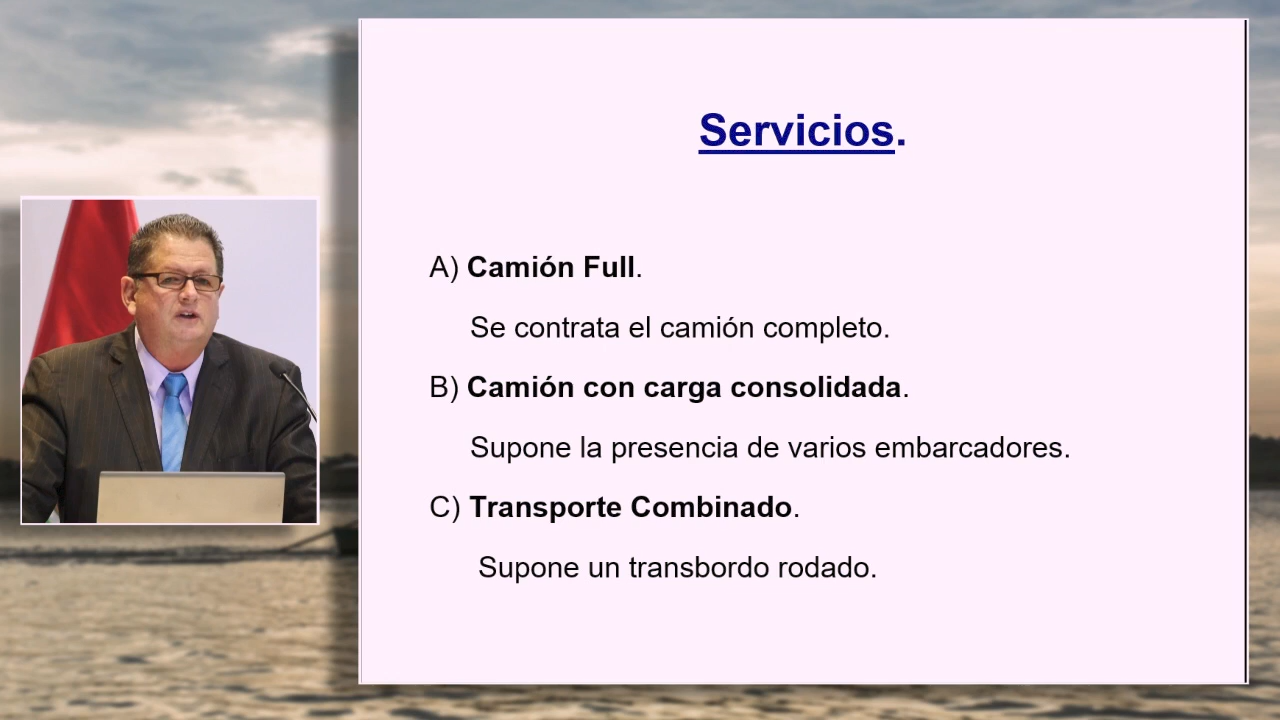 Servicios.
A) Camión Full.
Se contrata el camión completo.
B) Camión con carga consolidada.
Supone la presencia de varios embarcadores.
C) Transporte Combinado.
Supone un transbordo rodado.